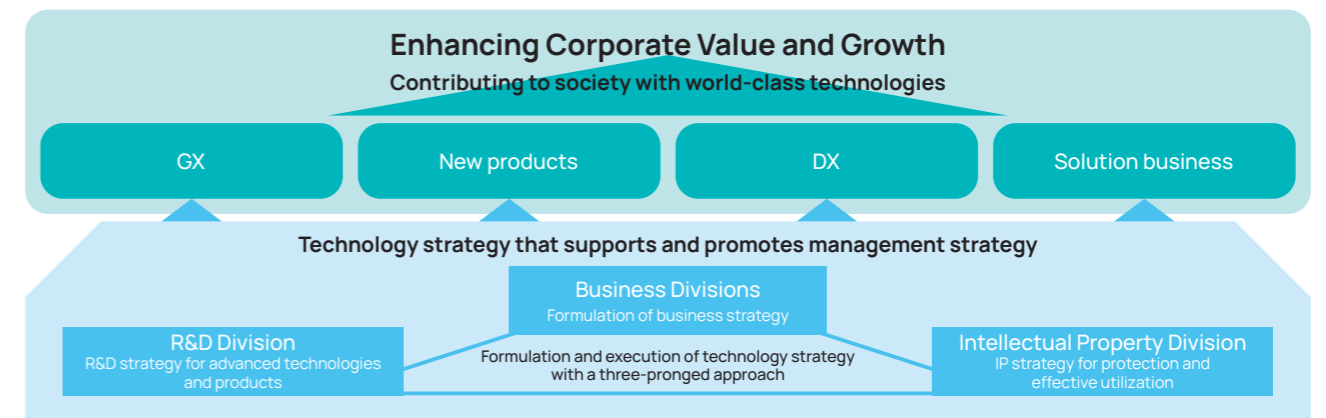 Enhancing Corporate Value and Growth
Contributing to society with world-class technologies
GX
New products
DX
Solution business
Technology strategy that supports and promotes management strategy
Business Divisions
Formulation of business strategy
R&D Division
R&D strategy for advanced technologies
and products
Formulation and execution of technology strategy
with a three-pronged approach
Intellectual Property Division
IP strategy for protection and
effective utilization